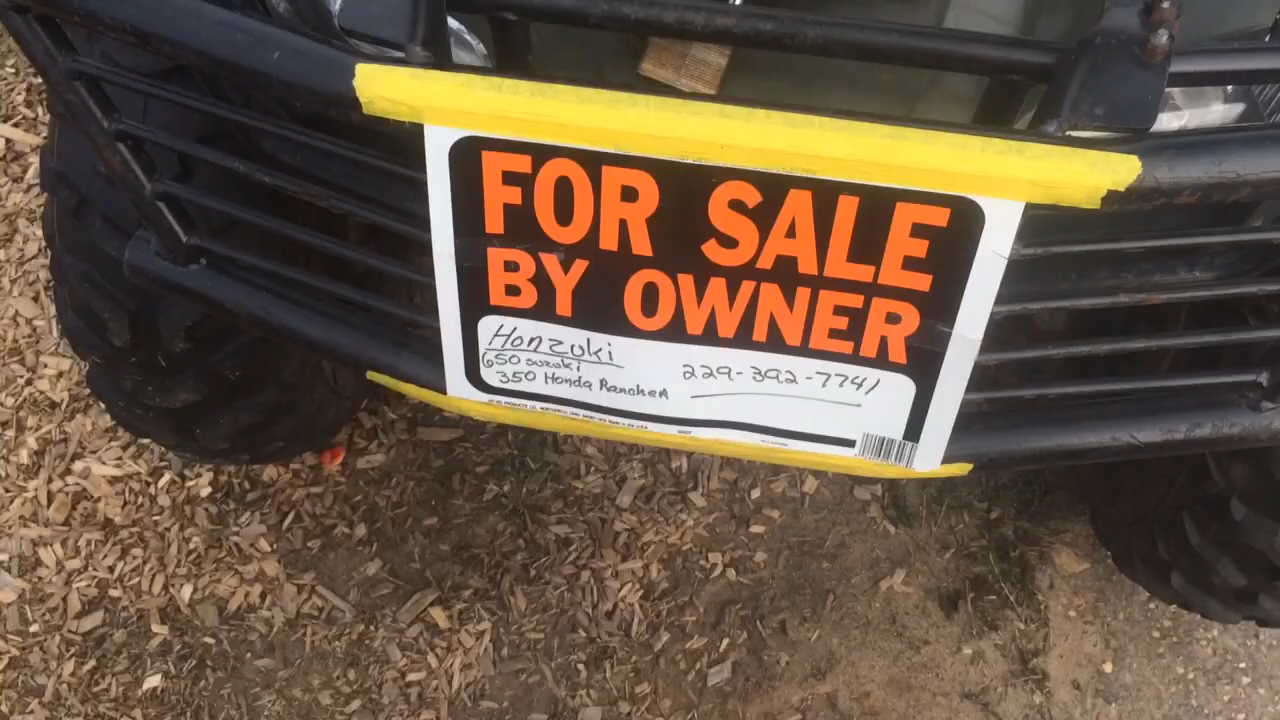 FOR SALE
BY OWNER
Honzuki
650 suzuki
350 Honda Rancher
229-392-7741